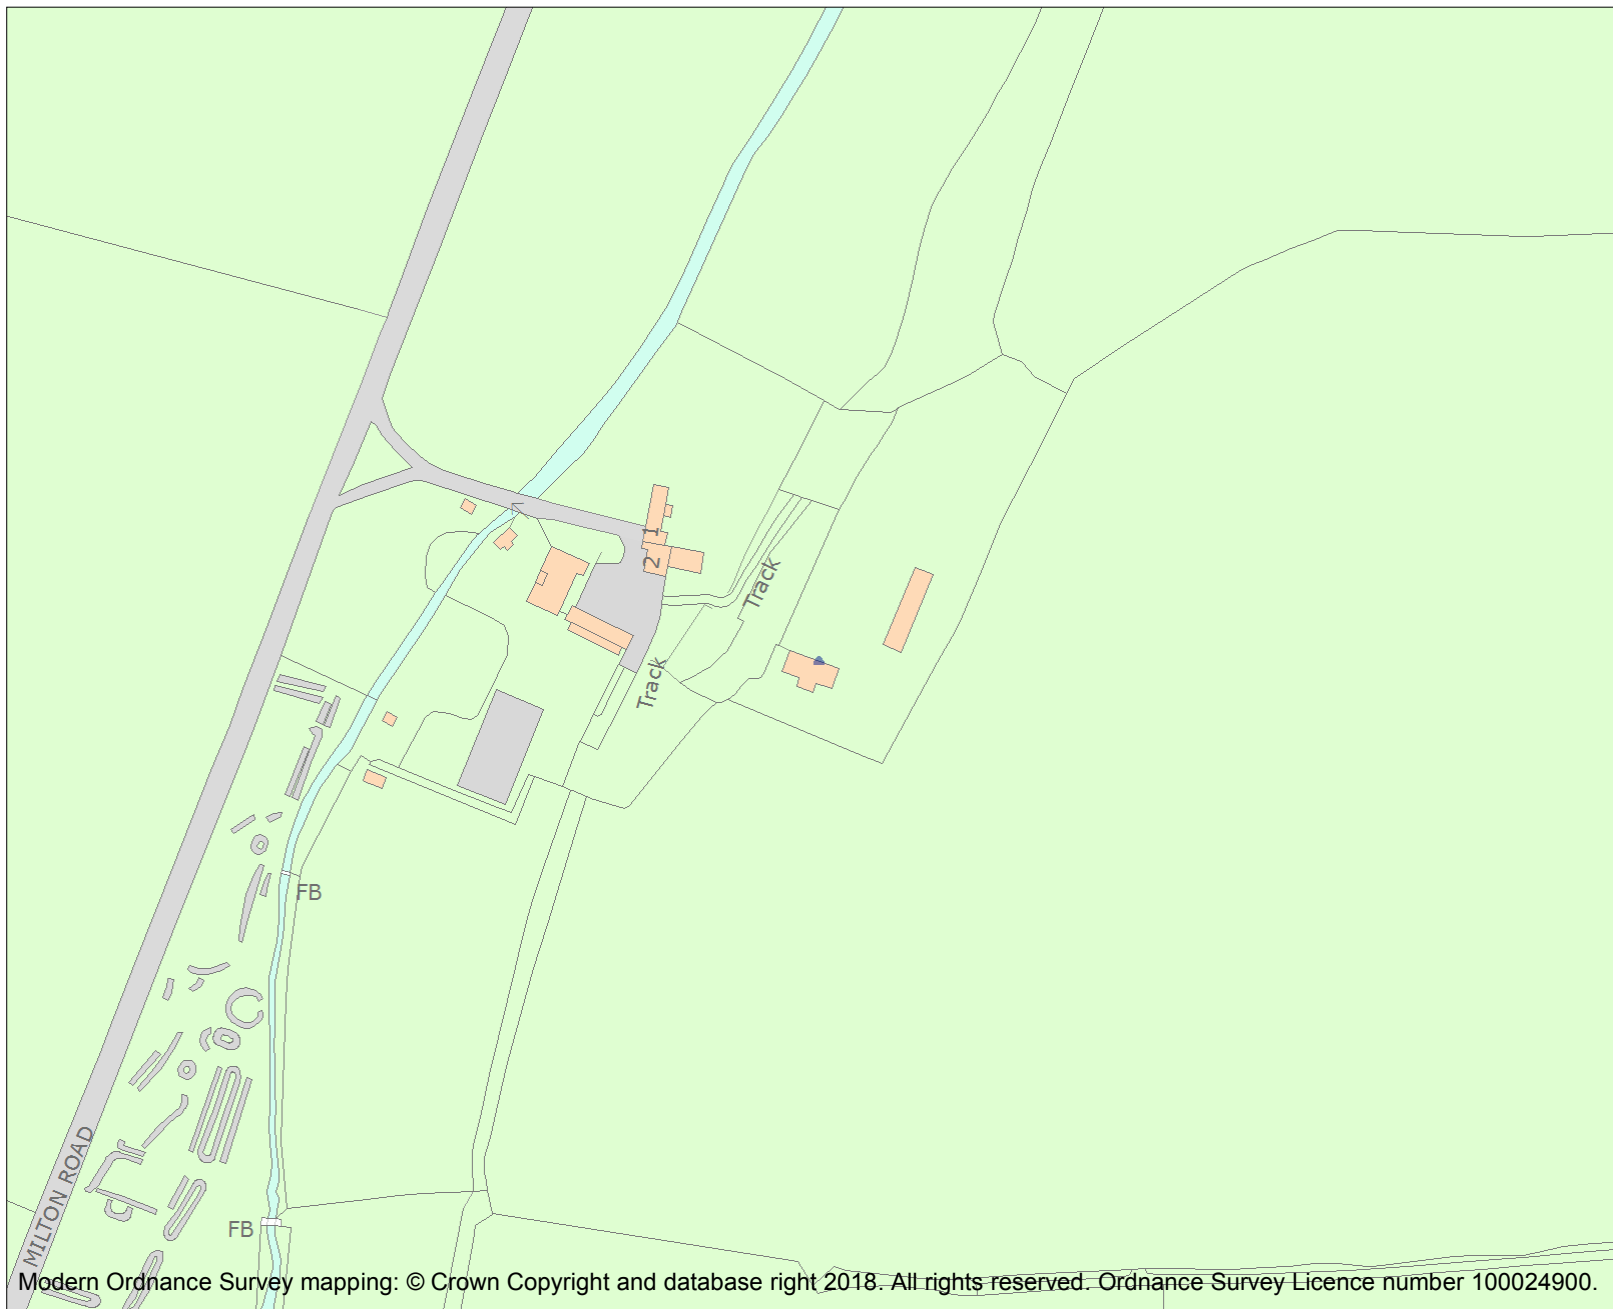 1
2
Track
Track
FB
MILTON ROAD
FB
Modern Ordnance Survey mapping: © Crown Copyright and database right 2018. All rights reserved. Ordnance Survey Licence number 100024900.